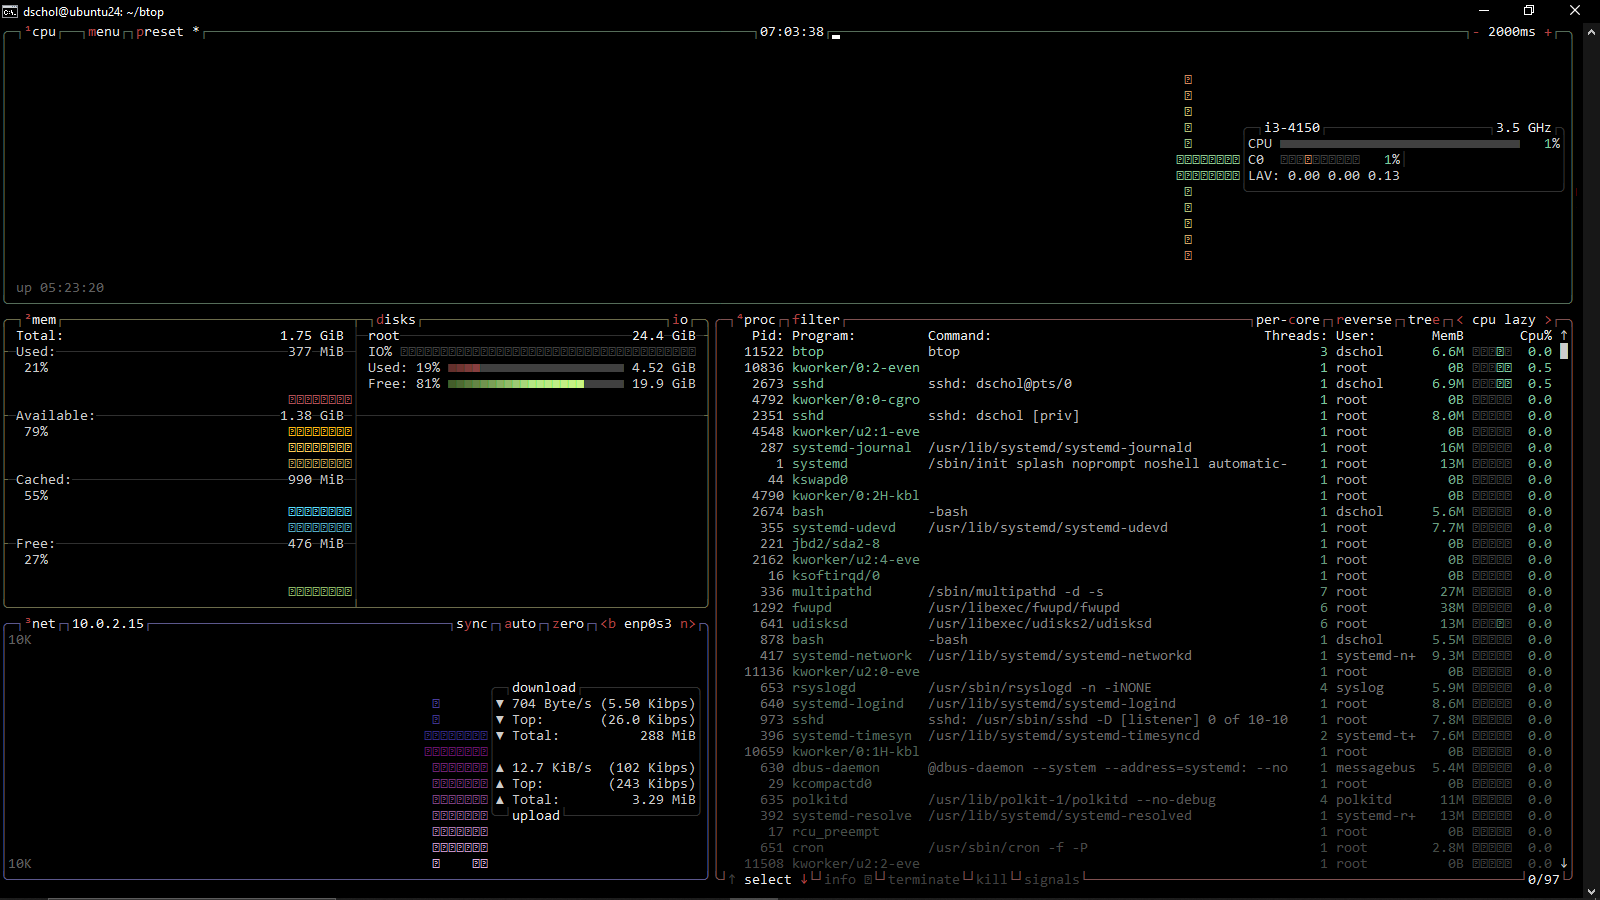 dschol@ubuntu24: ~/btop
¹cpu menu preset * 07:03:38 - 2000ms +
i3-4150 3.5 GHz
CPU 1%
C0 1%
LAV: 0.00 0.00 0.13
up 05:23:20
²mem
Total: 1.75 GiB
Used: 377 MiB
21%
Available: 1.38 GiB
79%
Cached: 990 MiB
55%
Free: 476 MiB
27%
disks io
root 24.4 GiB
IO%
Used: 19% 4.52 GiB
Free: 81% 19.9 GiB
³net 10.0.2.15 sync auto zero <b enp0s3 n>
10K
download
▼ 704 Byte/s (5.50 Kibps)
▼ Top: (26.0 Kibps)
▼ Total: 288 MiB
▲ 12.7 KiB/s (102 Kibps)
▲ Top: (243 Kibps)
▲ Total: 3.29 MiB
upload
10K
⁴proc filter per-core reverse tree < cpu lazy >
Pid: Program: Command: Threads: User: MemB Cpu% ↑
11522 btop btop 3 dschol 6.6M 0.0
10836 kworker/0:2-even 1 root 0B 0.5
2673 sshd sshd: dschol@pts/0 1 dschol 6.9M 0.5
4792 kworker/0:0-cgro 1 root 0B 0.0
2351 sshd sshd: dschol [priv] 1 root 8.0M 0.0
4548 kworker/u2:1-eve 1 root 0B 0.0
287 systemd-journal /usr/lib/systemd/systemd-journald 1 root 16M 0.0
1 systemd /sbin/init splash noprompt noshell automatic- 1 root 13M 0.0
44 kswapd0 1 root 0B 0.0
4790 kworker/0:2H-kbl 1 root 0B 0.0
2674 bash -bash 1 dschol 5.6M 0.0
355 systemd-udevd /usr/lib/systemd/systemd-udevd 1 root 7.7M 0.0
221 jbd2/sda2-8 1 root 0B 0.0
2162 kworker/u2:4-eve 1 root 0B 0.0
16 ksoftirqd/0 1 root 0B 0.0
336 multipathd /sbin/multipathd -d -s 7 root 27M 0.0
1292 fwupd /usr/libexec/fwupd/fwupd 6 root 38M 0.0
641 udisksd /usr/libexec/udisks2/udisksd 6 root 13M 0.0
878 bash -bash 1 dschol 5.5M 0.0
417 systemd-network /usr/lib/systemd/systemd-networkd 1 systemd-n+ 9.3M 0.0
11136 kworker/u2:0-eve 1 root 0B 0.0
653 rsyslogd /usr/sbin/rsyslogd -n -iNONE 4 syslog 5.9M 0.0
640 systemd-logind /usr/lib/systemd/systemd-logind 1 root 8.6M 0.0
973 sshd sshd: /usr/sbin/sshd -D [listener] 0 of 10-10 1 root 7.8M 0.0
396 systemd-timesyn /usr/lib/systemd/systemd-timesyncd 2 systemd-t+ 7.6M 0.0
10659 kworker/0:1H-kbl 1 root 0B 0.0
630 dbus-daemon @dbus-daemon --system --address=systemd: --no 1 messagebus 5.4M 0.0
29 kcompactd0 1 root 0B 0.0
635 polkitd /usr/lib/polkit-1/polkitd --no-debug 4 polkitd 11M 0.0
392 systemd-resolve /usr/lib/systemd/systemd-resolved 1 systemd-r+ 13M 0.0
17 rcu_preempt 1 root 0B 0.0
651 cron /usr/sbin/cron -f -P 1 root 2.8M 0.0
11508 kworker/u2:2-eve 1 root 0B 0.0 ↓
↑ select ↓ info terminate kill signals 0/97